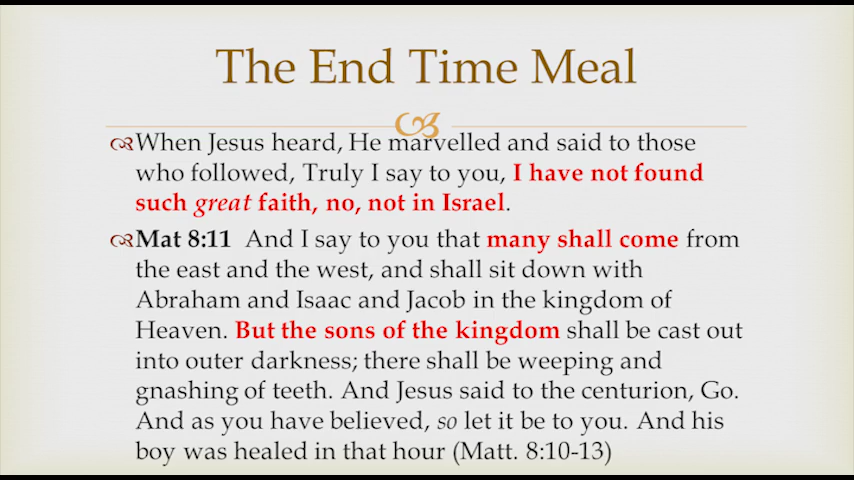 The End Time Meal
When Jesus heard, He marvelled and said to those
who followed, Truly I say to you, I have not found
such great faith, no, not in Israel.
Mat 8:11 And I say to you that many shall come from
the east and the west, and shall sit down with
Abraham and Isaac and Jacob in the kingdom of
Heaven. But the sons of the kingdom shall be cast out
into outer darkness; there shall be weeping and
gnashing of teeth. And Jesus said to the centurion, Go.
And as you have believed, so let it be to you. And his
boy was healed in that hour (Matt. 8:10-13)